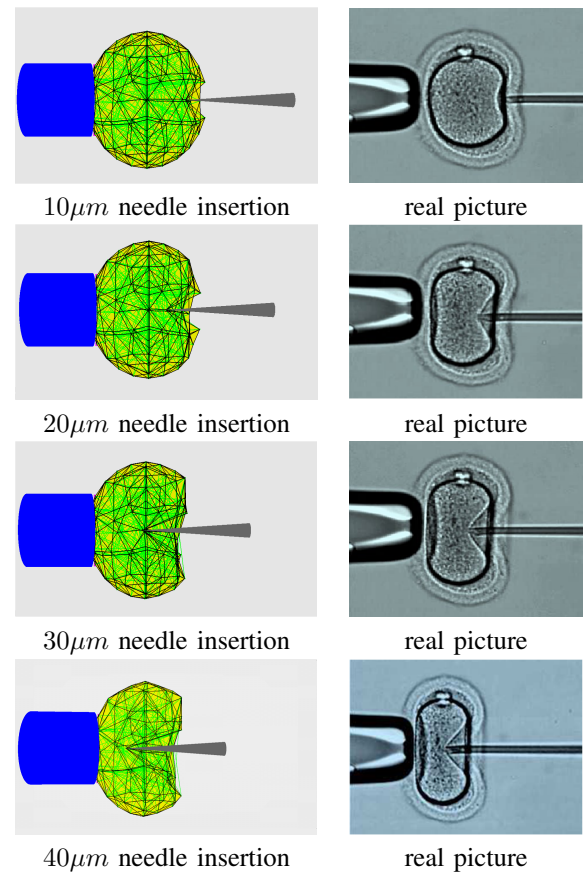 10μm needle insertion real picture
20μm needle insertion real picture
30μm needle insertion real picture
40μm needle insertion real picture